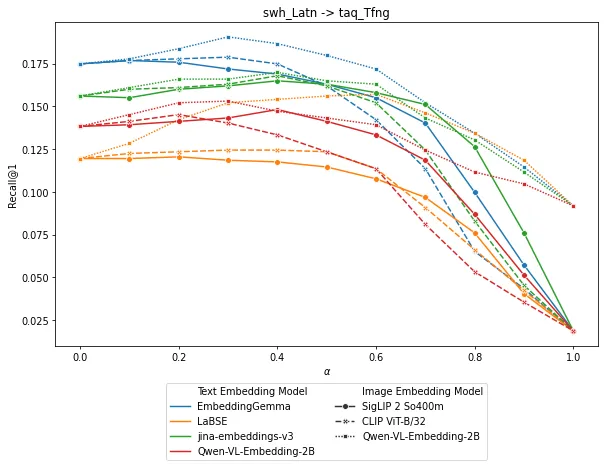 swh_Latn -> taq_Tfng
Recall@1
0.175
0.150
0.125
0.100
0.075
0.050
0.025
0.0
0.2
0.4
0.6
0.8
1.0
α
Text Embedding Model
EmbeddingGemma
LaBSE
jina-embeddings-v3
Qwen-VL-Embedding-2B
Image Embedding Model
SigLIP 2 So400m
CLIP ViT-B/32
Qwen-VL-Embedding-2B